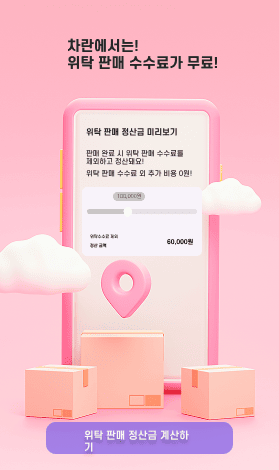 차란에서는!
위탁 판매 수수료가 무료!
위탁 판매 정산금 미리보기
판매 완료 시 위탁 판매 수수료를
제외하고 정산돼요!
위탁 판매 수수료 외 추가 비용 0원!
100,000원
위탁수수료 제외
정산 금액
60,000원
위탁 판매 정산금 계산하
기